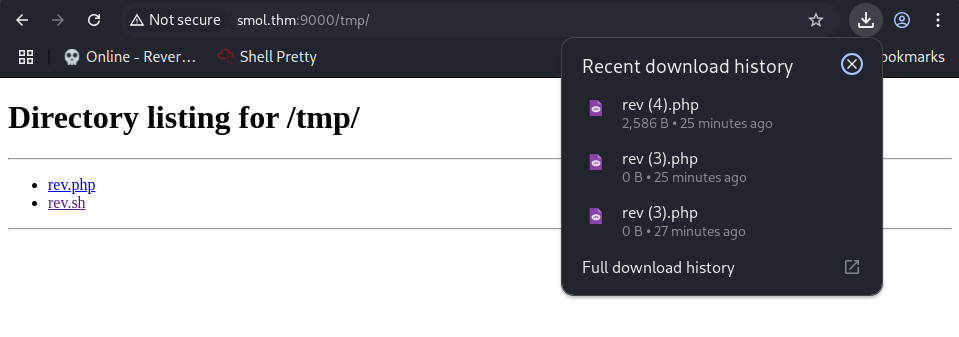 Not secure smol.thm:9000/tmp/
Online - Rever… Shell Pretty ookmarks
Recent download history
rev (4).php
2,586 B • 25 minutes ago
rev (3).php
0 B • 25 minutes ago
rev (3).php
0 B • 27 minutes ago
Full download history
Directory listing for /tmp/
rev.php
rev.sh